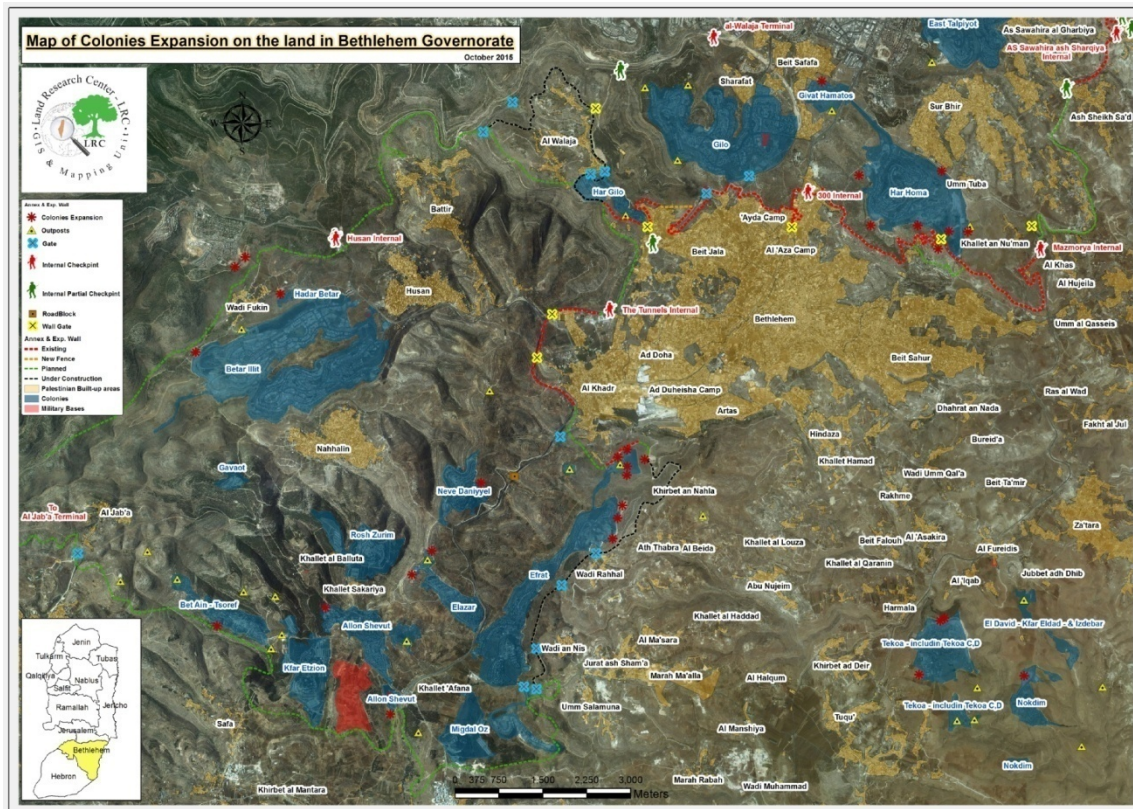 Map of Colonies Expansion on the land in Bethlehem Governorate
October 2015
Land Research Center - LRC
GIS & Mapping Unit
LRC
W
E
Annex & Exp. Wall
Colonies Expansion
Outposts
Gate
Internal Checkpint
Internal Partial Checkpoint
RoadBlock
Wall Gate
Annex & Exp. Wall
Existing
New Fence
Planned
Under Construction
Palestinian Built-up areas
Colonies
Military Bases
al-Walaja Terminal
East Talpiyot
As Sawahira al Gharbiya
AS Sawahira ash Sharqiya
Internal
Beit Safafa
Sharafat
Givat Hamatos
Sur Bhir
Ash Sheikh Sa'd
Al Walaja
Gilo
Har Gilo
Har Homa
Umm Tuba
300 Internal
Battir
'Ayda Camp
Husan Internal
Beit Jala
Al 'Aza Camp
Khallet an Nu'man
Mazmorya Internal
Al Khas
Al Hujeila
Hadar Betar
Husan
Wadi Fukin
The Tunnels Internal
Bethlehem
Umm al Qasseis
Ad Doha
Beit Sahur
Betar Illit
Al Khadr
Ad Duheisha Camp
Ras al Wad
Artas
Dhahrat an Nada
Fakht al Jul
Nahhalin
Hindaza
Bureid'a
Khallet Hamad
Wadi Umm Qal'a
Gavaot
Beit Ta'mir
Neve Daniyyel
Khirbet an Nahla
Rakhme
To
Al Jab'a Terminal
Al Jab'a
Za'tara
Rosh Zurim
Khallet al Balluta
Ath Thabra
Al Beida
Khallet al Louza
Beit Falouh
Al 'Asakira
Al Fureidis
Khallet al Qaranin
Efrat
Wadi Rahhal
Jubbet adh Dhib
Khallet Sakariya
Abu Nujeim
Al 'Iqab
Bet Ain - Tsoref
Elazar
Harmala
Allon Shevut
Khallet al Haddad
El David - Kfar Eldad - & Izdebar
Wadi an Nis
Al Ma'sara
Tekoa - includin Tekoa C,D
Kfar Etzion
Jurat ash Sham'a
Khirbet ad Deir
Marah Ma'alla
Al Halqum
Khallet 'Afana
Allon Shevut
Umm Salamuna
Tekoa - includin Tekoa C,D
Nokdim
Safa
Tuqu'
Migdal Oz
Al Manshiya
Nokdim
Marah Rabah
Wadi Muhammad
Khirbet al Mantara
0 375 750 1,500 2,250 3,000
Meters
Jenin
Tulkarm
Tubas
Qalqiliya
Nablus
Salfit
Ramallah
Jericho
Jerusalem
Bethlehem
Hebron